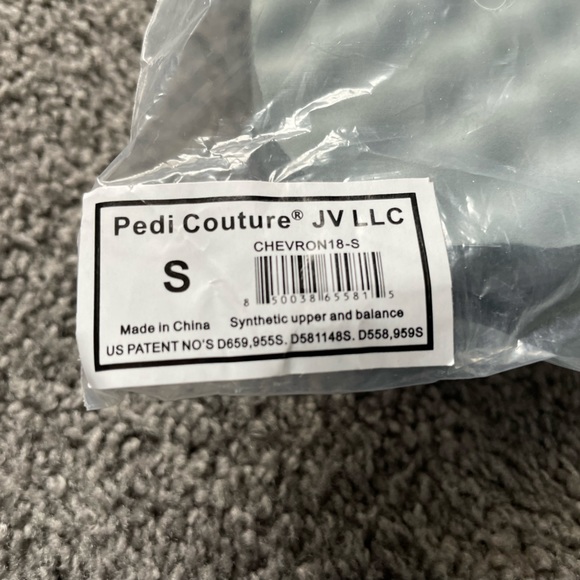 Pedi Couture® JV LLC
CHEVRON18-S
S
8 50038 65581 5
Made in China Synthetic upper and balance
US PATENT NO'S D659,955S. D581148S. D558,959S